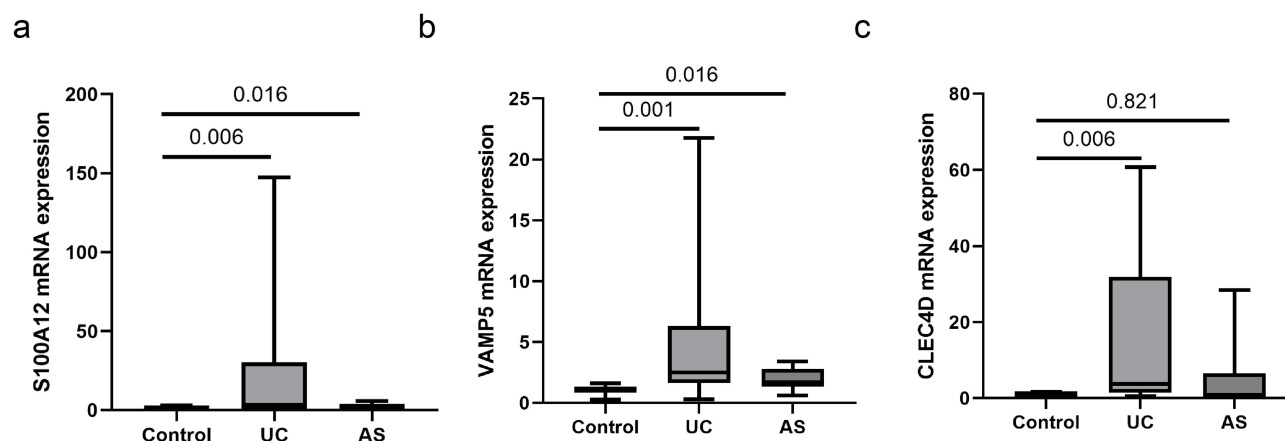 a
S100A12 mRNA expression
200
150
100
50
0
0.016
0.006
Control
UC
AS
b
VAMP5 mRNA expression
25
20
15
10
5
0
0.016
0.001
Control
UC
AS
c
CLEC4D mRNA expression
80
60
40
20
0
0.821
0.006
Control
UC
AS